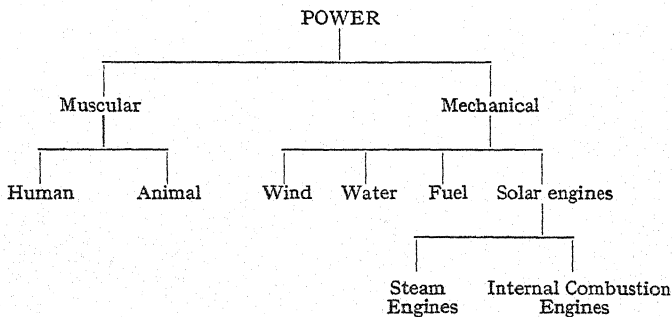 POWER
Muscular Mechanical
Human Animal Wind Water Fuel Solar engines
Steam Internal Combustion
Engines Engines